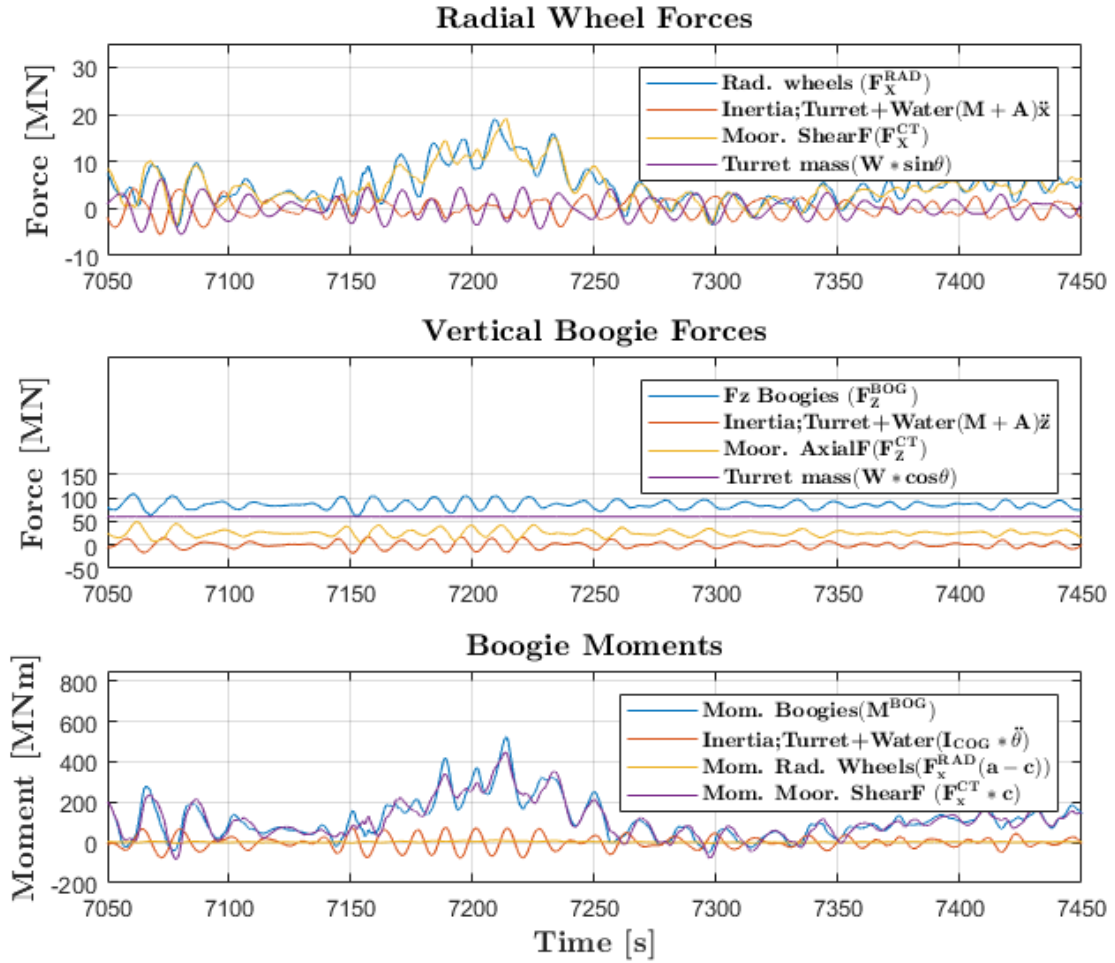 Radial Wheel Forces
Force [MN]
30
20
10
0
-10
Rad. wheels (F_X^RAD)
Inertia;Turret+Water(M + A)ẍ
Moor. ShearF(F_X^CT)
Turret mass(W * sinθ)
7050 7100 7150 7200 7250 7300 7350 7400 7450
Vertical Boogie Forces
Force [MN]
150
100
50
0
-50
Fz Boogies (F_Z^BOG)
Inertia;Turret+Water(M + A)z̈
Moor. AxialF(F_Z^CT)
Turret mass(W * cosθ)
7050 7100 7150 7200 7250 7300 7350 7400 7450
Boogie Moments
Moment [MNm]
800
600
400
200
0
-200
Mom. Boogies(M^BOG)
Inertia;Turret+Water(I_COG * θ̈)
Mom. Rad. Wheels(F_x^RAD(a − c))
Mom. Moor. ShearF (F_x^CT * c)
7050 7100 7150 7200 7250 7300 7350 7400 7450
Time [s]